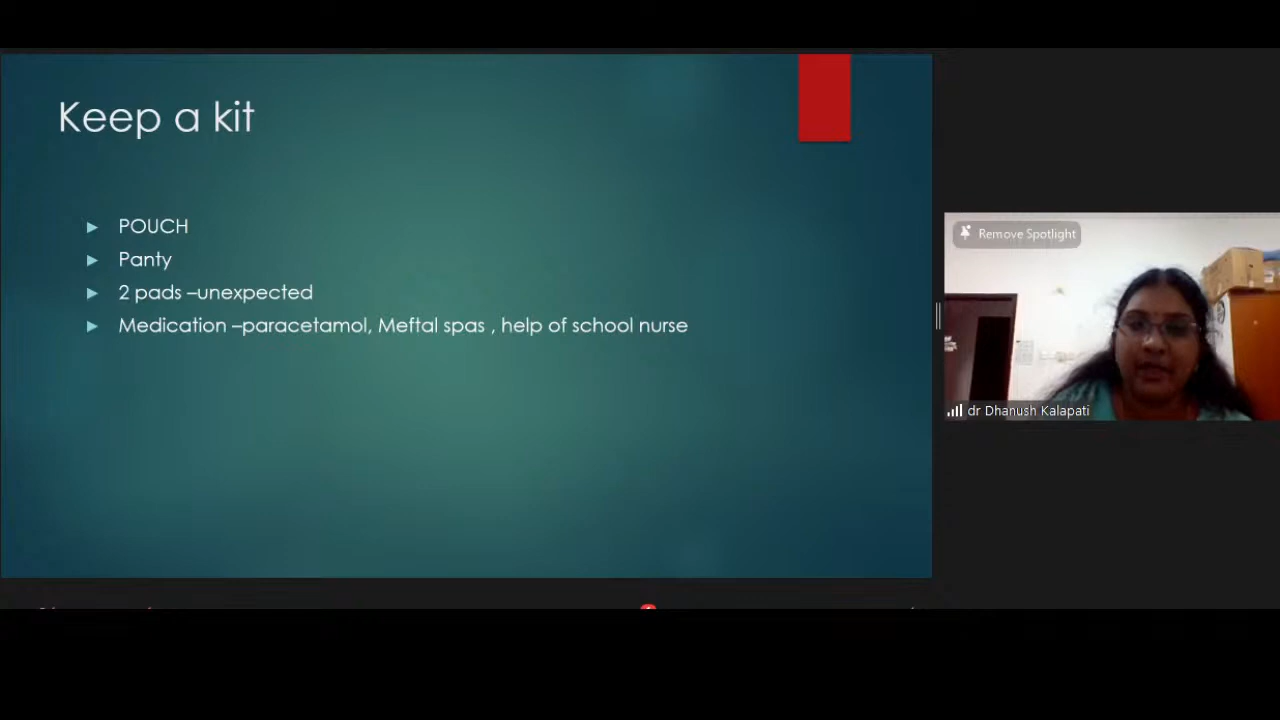 Keep a kit
POUCH
Panty
2 pads –unexpected
Medication –paracetamol, Meftal spas , help of school nurse
Remove Spotlight
dr Dhanush Kalapati